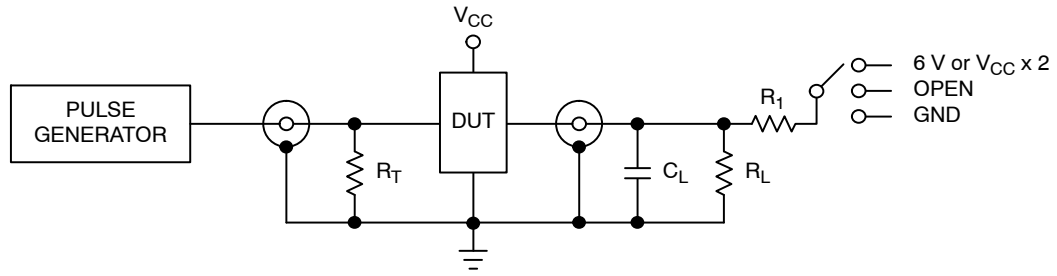 V_CC
6 V or V_CC x 2
R_1
OPEN
PULSE
GENERATOR
DUT
GND
R_T
C_L
R_L